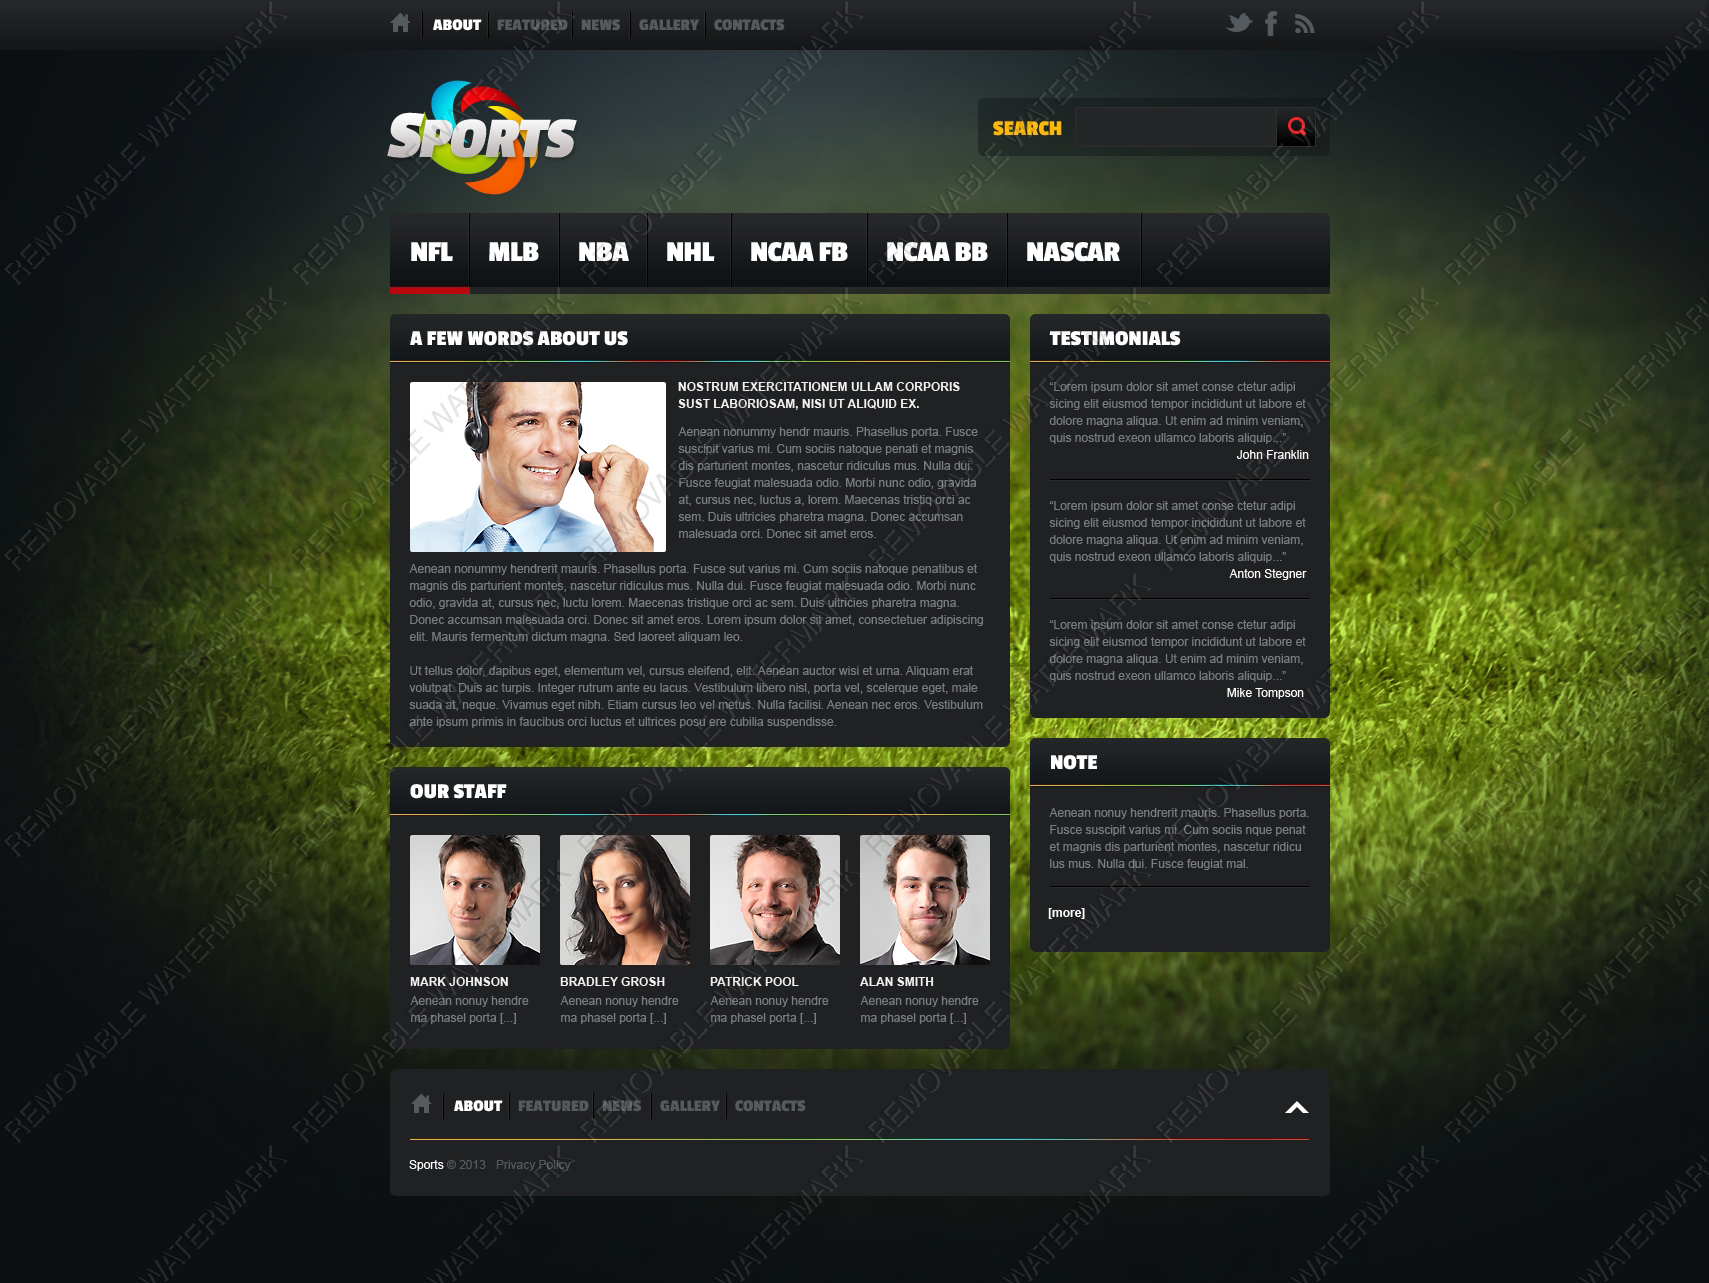 ABOUT FEATURED NEWS GALLERY CONTACTS
SPORTS
SEARCH
NFL MLB NBA NHL NCAA FB NCAA BB NASCAR
A FEW WORDS ABOUT US
NOSTRUM EXERCITATIONEM ULLAM CORPORIS
SUST LABORIOSAM, NISI UT ALIQUID EX.
Aenean nonummy hendr mauris. Phasellus porta. Fusce
suscipit varius mi. Cum sociis natoque penati et magnis
dis parturient montes, nascetur ridiculus mus. Nulla dui.
Fusce feugiat malesuada odio. Morbi nunc odio, gravida
at, cursus nec, luctus a, lorem. Maecenas tristiq orci ac
sem. Duis ultricies pharetra magna. Donec accumsan
malesuada orci. Donec sit amet eros.
Aenean nonummy hendrerit mauris. Phasellus porta. Fusce sut varius mi. Cum sociis natoque penatibus et
magnis dis parturient montes, nascetur ridiculus mus. Nulla dui. Fusce feugiat malesuada odio. Morbi nunc
odio, gravida at, cursus nec, luctu lorem. Maecenas tristique orci ac sem. Duis ultricies pharetra magna.
Donec accumsan malesuada orci. Donec sit amet eros. Lorem ipsum dolor sit amet, consectetuer adipiscing
elit. Mauris fermentum dictum magna. Sed laoreet aliquam leo.
Ut tellus dolor, dapibus eget, elementum vel, cursus eleifend, elit. Aenean auctor wisi et urna. Aliquam erat
volutpat. Duis ac turpis. Integer rutrum ante eu lacus. Vestibulum libero nisl, porta vel, scelerque eget, male
suada at, neque. Vivamus eget nibh. Etiam cursus leo vel metus. Nulla facilisi. Aenean nec eros. Vestibulum
ante ipsum primis in faucibus orci luctus et ultrices posu ere cubilia suspendisse.
OUR STAFF
MARK JOHNSON
Aenean nonuy hendre
ma phasel porta [...]
BRADLEY GROSH
Aenean nonuy hendre
ma phasel porta [...]
PATRICK POOL
Aenean nonuy hendre
ma phasel porta [...]
ALAN SMITH
Aenean nonuy hendre
ma phasel porta [...]
TESTIMONIALS
“Lorem ipsum dolor sit amet conse ctetur adipi
sicing elit eiusmod tempor incididunt ut labore et
dolore magna aliqua. Ut enim ad minim veniam,
quis nostrud exeon ullamco laboris aliquip...”
John Franklin
“Lorem ipsum dolor sit amet conse ctetur adipi
sicing elit eiusmod tempor incididunt ut labore et
dolore magna aliqua. Ut enim ad minim veniam,
quis nostrud exeon ullamco laboris aliquip...”
Anton Stegner
“Lorem ipsum dolor sit amet conse ctetur adipi
sicing elit eiusmod tempor incididunt ut labore et
dolore magna aliqua. Ut enim ad minim veniam,
quis nostrud exeon ullamco laboris aliquip...”
Mike Tompson
NOTE
Aenean nonuy hendrerit mauris. Phasellus porta.
Fusce suscipit varius mi. Cum sociis nque penat
et magnis dis parturient montes, nascetur ridicu
lus mus. Nulla dui. Fusce feugiat mal.
[more]
ABOUT FEATURED NEWS GALLERY CONTACTS
Sports © 2013 Privacy Policy
REMOVABLE WATERMARK